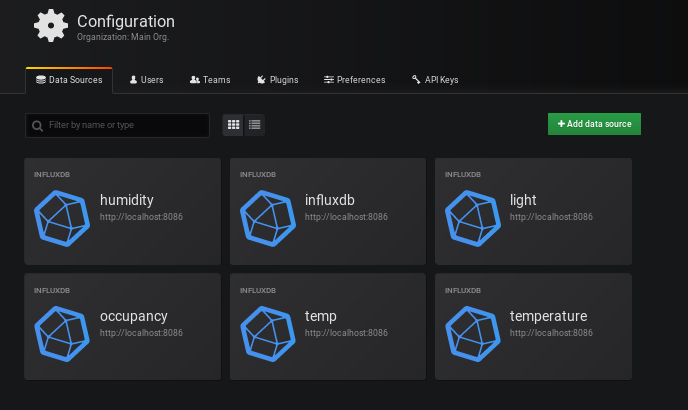 Configuration
Organization: Main Org.
Data Sources Users Teams Plugins Preferences API Keys
Filter by name or type
Add data source
INFLUXDB INFLUXDB INFLUXDB
humidity influxdb light
http://localhost:8086 http://localhost:8086 http://localhost:8086
INFLUXDB INFLUXDB INFLUXDB
occupancy temp temperature
http://localhost:8086 http://localhost:8086 http://localhost:8086